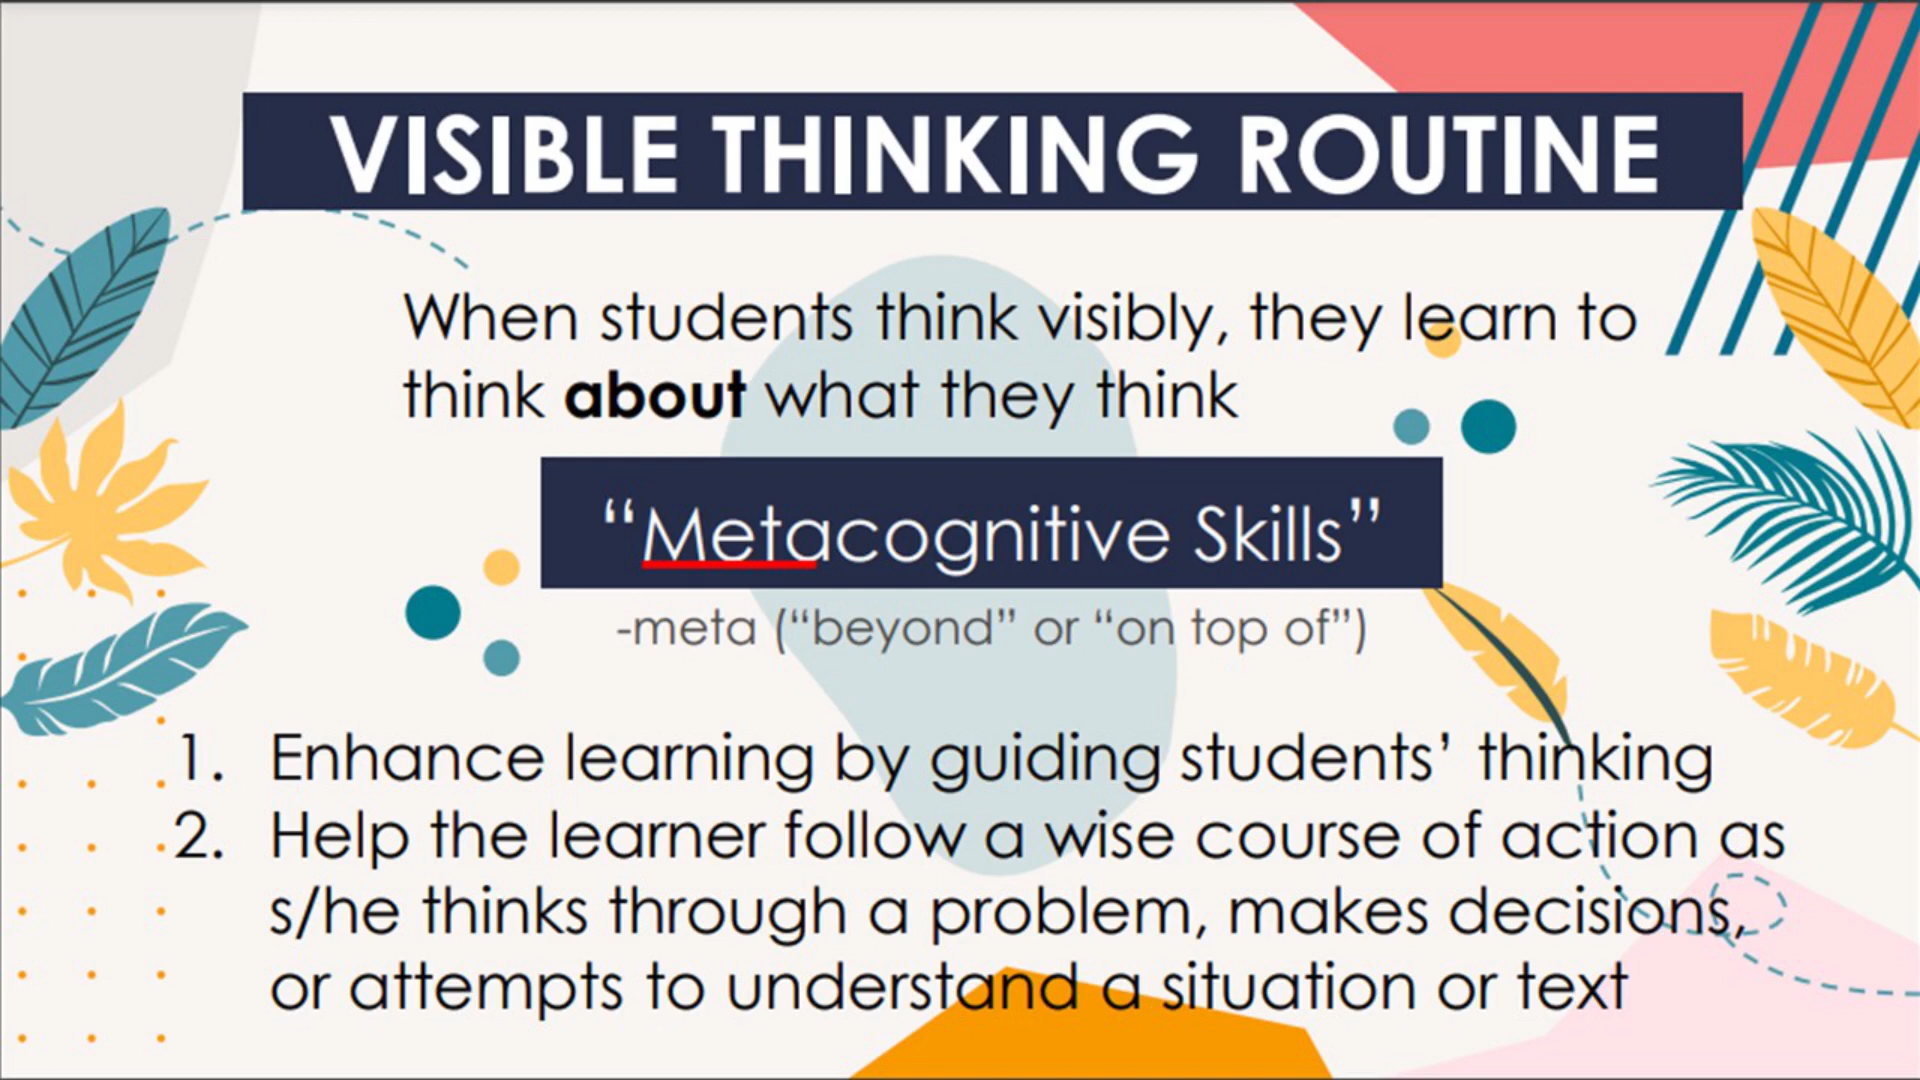 VISIBLE THINKING ROUTINE
When students think visibly, they learn to
think about what they think
“Metacognitive Skills”
-meta (“beyond” or “on top of”)
1. Enhance learning by guiding students’ thinking
2. Help the learner follow a wise course of action as
s/he thinks through a problem, makes decisions,
or attempts to understand a situation or text